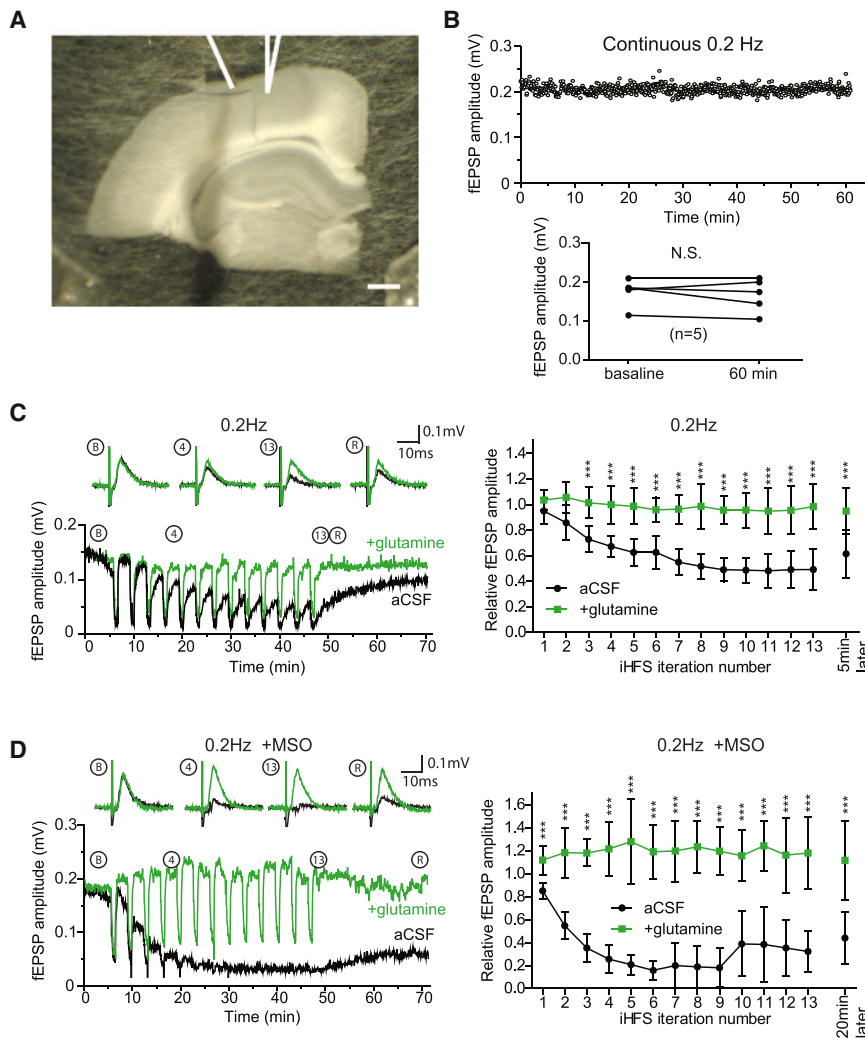 A
B
Continuous 0.2 Hz
fEPSP amplitude (mV)
0.3
0.2
0.1
0
0 10 20 30 40 50 60
Time (min)
fEPSP amplitude (mV)
0.3
0.2
0.1
0.0
N.S.
(n=5)
basaline 60 min
C
0.2Hz
B 4 13 R
0.1mV
10ms
fEPSP amplitude (mV)
0.2
0.1
0
B 4 13 R
+glutamine
aCSF
0 10 20 30 40 50 60 70
Time (min)
0.2Hz
Relative fEPSP amplitude
1.4
1.2
1.0
0.8
0.6
0.4
0.2
0.0
*** *** *** *** *** *** *** *** *** *** *** ***
aCSF
+glutamine
1 2 3 4 5 6 7 8 9 10 11 12 13
5min later
iHFS iteration number
D
0.2Hz +MSO
B 4 13 R
0.1mV
10ms
fEPSP amplitude (mV)
0.3
0.2
0.1
0
B 4 13 R
+glutamine
aCSF
0 10 20 30 40 50 60 70
Time (min)
0.2Hz +MSO
Relative fEPSP amplitude
1.6
1.4
1.2
1.0
0.8
0.6
0.4
0.2
0.0
*** *** *** *** *** *** *** *** *** *** *** *** *** ***
aCSF
+glutamine
1 2 3 4 5 6 7 8 9 10 11 12 13
20min later
iHFS iteration number